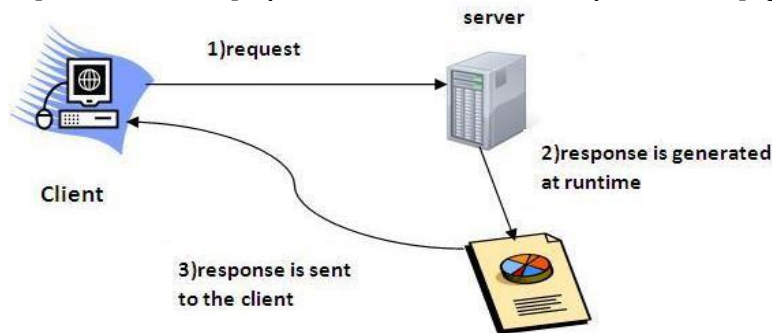 server
1)request
2)response is generated
at runtime
Client
3)response is sent
to the client